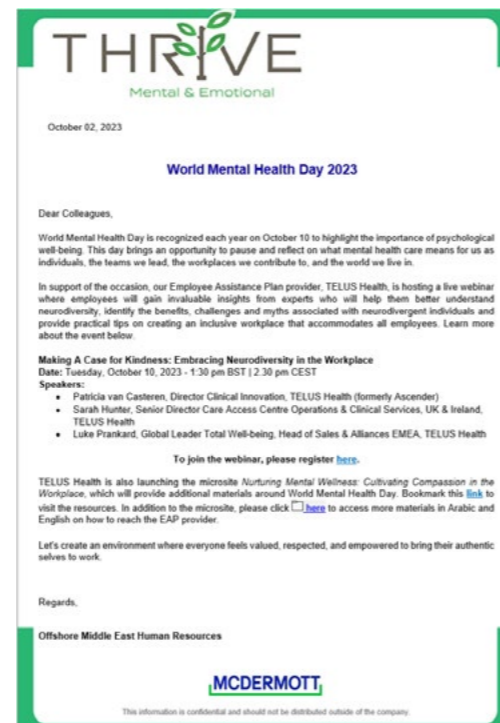 THRIVE
Mental & Emotional
October 02, 2023
World Mental Health Day 2023
Dear Colleagues,
World Mental Health Day is recognized each year on October 10 to highlight the importance of psychological
well-being. This day brings an opportunity to pause and reflect on what mental health care means for us as
individuals, the teams we lead, the workplaces we contribute to, and the world we live in.
In support of the occasion, our Employee Assistance Plan provider, TELUS Health, is hosting a live webinar
where employees will gain invaluable insights from experts who will help them better understand
neurodiversity, identify the benefits, challenges and myths associated with neurodivergent individuals and
provide practical tips on creating an inclusive workplace that accommodates all employees. Learn more
about the event below.
Making A Case for Kindness: Embracing Neurodiversity in the Workplace
Date: Tuesday, October 10, 2023 - 1:30 pm BST | 2.30 pm CEST
Speakers:
• Patricia van Casteren, Director Clinical Innovation, TELUS Health (formerly Ascender)
• Sarah Hunter, Senior Director Care Access Centre Operations & Clinical Services, UK & Ireland,
TELUS Health
• Luke Prankard, Global Leader Total Well-being, Head of Sales & Alliances EMEA, TELUS Health
To join the webinar, please register here.
TELUS Health is also launching the microsite Nurturing Mental Wellness: Cultivating Compassion in the
Workplace, which will provide additional materials around World Mental Health Day. Bookmark this link to
visit the resources. In addition to the microsite, please click here to access more materials in Arabic and
English on how to reach the EAP provider.
Let's create an environment where everyone feels valued, respected, and empowered to bring their authentic
selves to work.
Regards,
Offshore Middle East Human Resources
MCDERMOTT
This information is confidential and should not be distributed outside of the company.